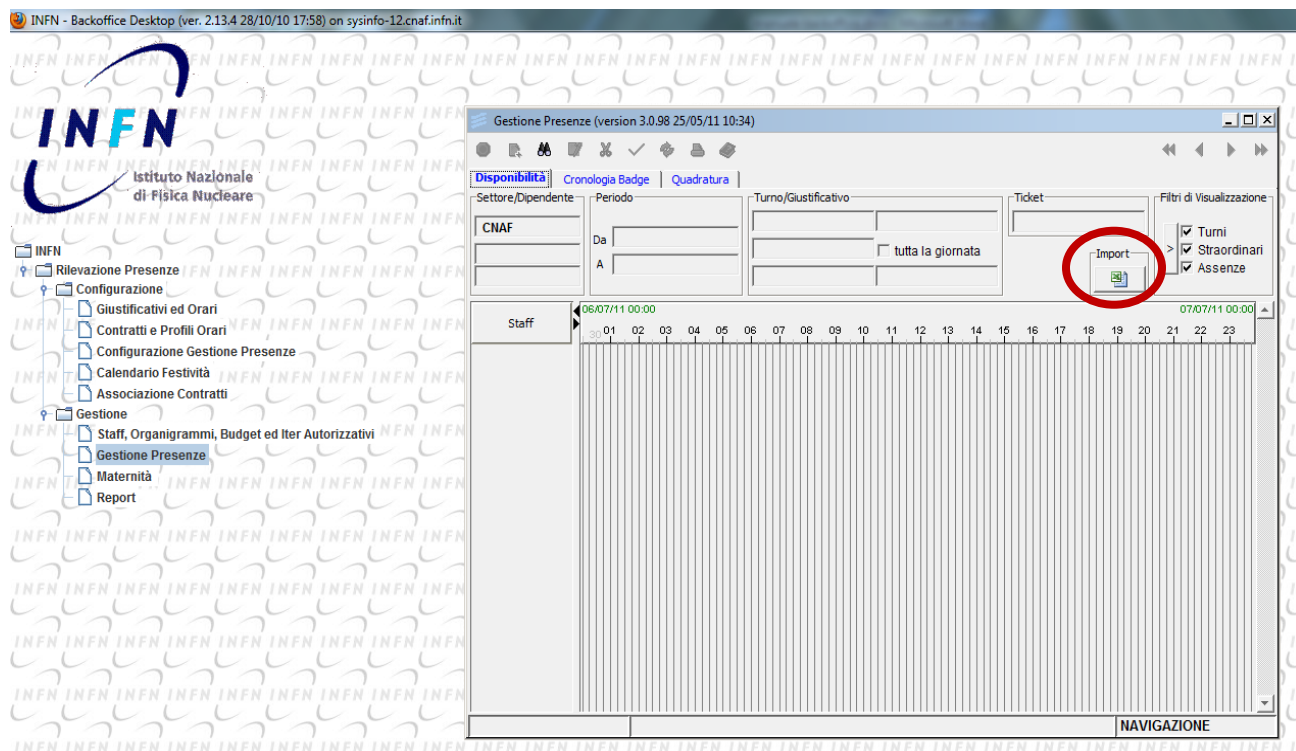 INFN - Backoffice Desktop (ver. 2.13.4 28/10/10 17:58) on sysinfo-12.cnaf.infn.it
INFN
Istituto Nazionale
di Fisica Nucleare
INFN
Rilevazione Presenze
Configurazione
Giustificativi ed Orari
Contratti e Profili Orari
Configurazione Gestione Presenze
Calendario Festività
Associazione Contratti
Gestione
Staff, Organigrammi, Budget ed Iter Autorizzativi
Gestione Presenze
Maternità
Report
Gestione Presenze (version 3.0.98 25/05/11 10:34)
Disponibilità Cronologia Badge Quadratura
Settore/Dipendente Periodo Turno/Giustificativo Ticket Filtri di Visualizzazione
CNAF
Da
A
tutta la giornata
Import
> Turni
Straordinari
Assenze
Staff
06/07/11 00:00 07/07/11 00:00
30 01 02 03 04 05 06 07 08 09 10 11 12 13 14 15 16 17 18 19 20 21 22 23
NAVIGAZIONE